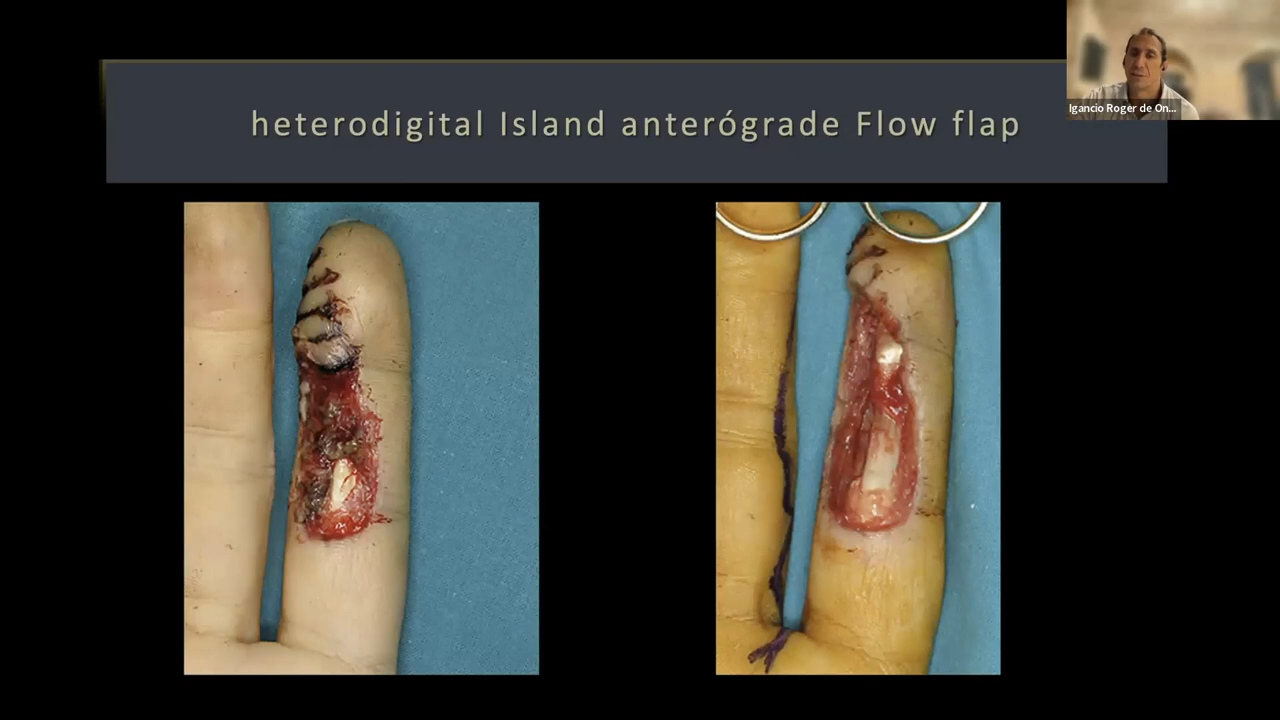 heterodigital Island anterógrade Flow flap
Igancio Roger de On...